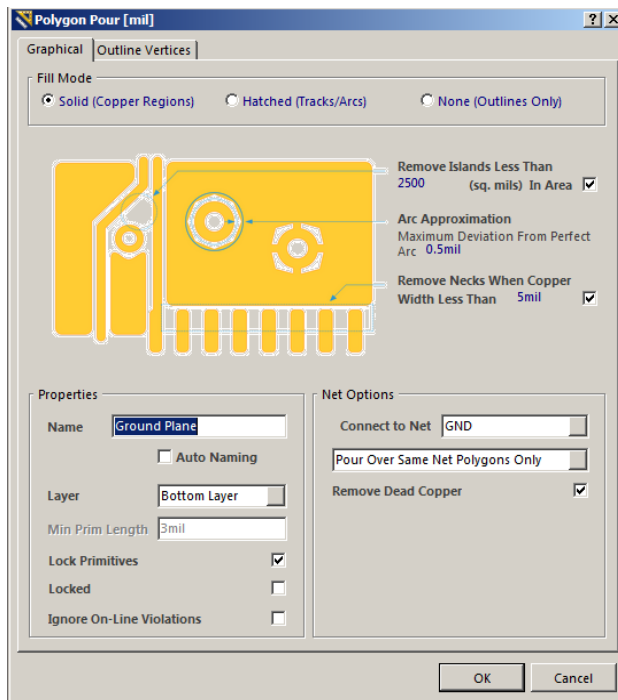 Polygon Pour [mil]
Graphical
Outline Vertices
Fill Mode
Solid (Copper Regions)
Hatched (Tracks/Arcs)
None (Outlines Only)
Remove Islands Less Than
2500 (sq. mils) In Area
Arc Approximation
Maximum Deviation From Perfect
Arc 0.5mil
Remove Necks When Copper
Width Less Than 5mil
Properties
Name Ground Plane
Auto Naming
Layer Bottom Layer
Min Prim Length 3mil
Lock Primitives
Locked
Ignore On-Line Violations
Net Options
Connect to Net GND
Pour Over Same Net Polygons Only
Remove Dead Copper
OK
Cancel